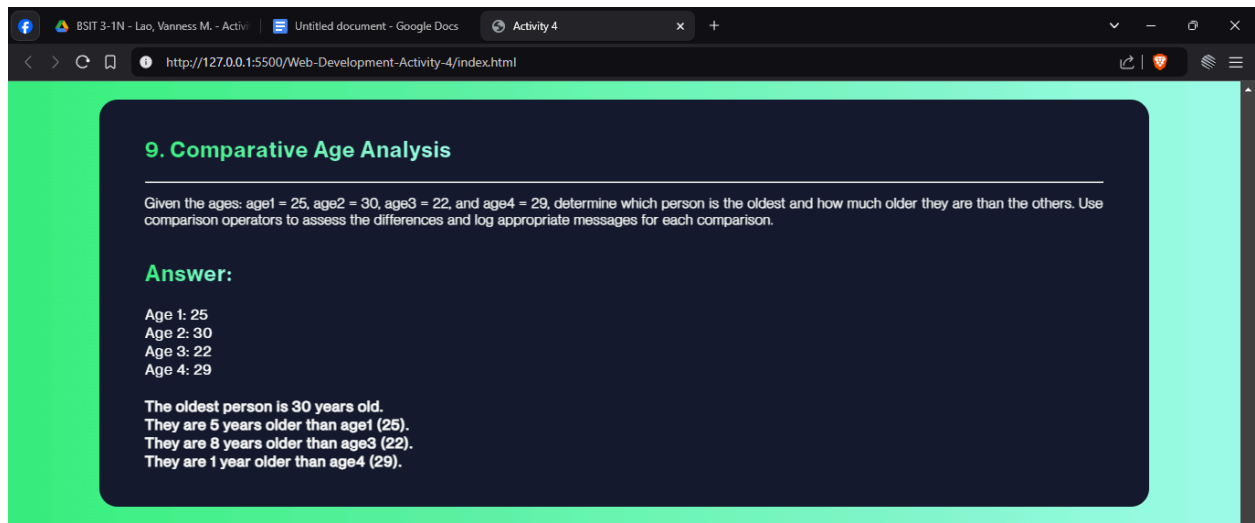 BSIT 3-1N - Lao, Vanness M. - Activi
Untitled document - Google Docs
Activity 4
http://127.0.0.1:5500/Web-Development-Activity-4/index.html
9. Comparative Age Analysis
Given the ages: age1 = 25, age2 = 30, age3 = 22, and age4 = 29, determine which person is the oldest and how much older they are than the others. Use
comparison operators to assess the differences and log appropriate messages for each comparison.
Answer:
Age 1: 25
Age 2: 30
Age 3: 22
Age 4: 29
The oldest person is 30 years old.
They are 5 years older than age1 (25).
They are 8 years older than age3 (22).
They are 1 year older than age4 (29).